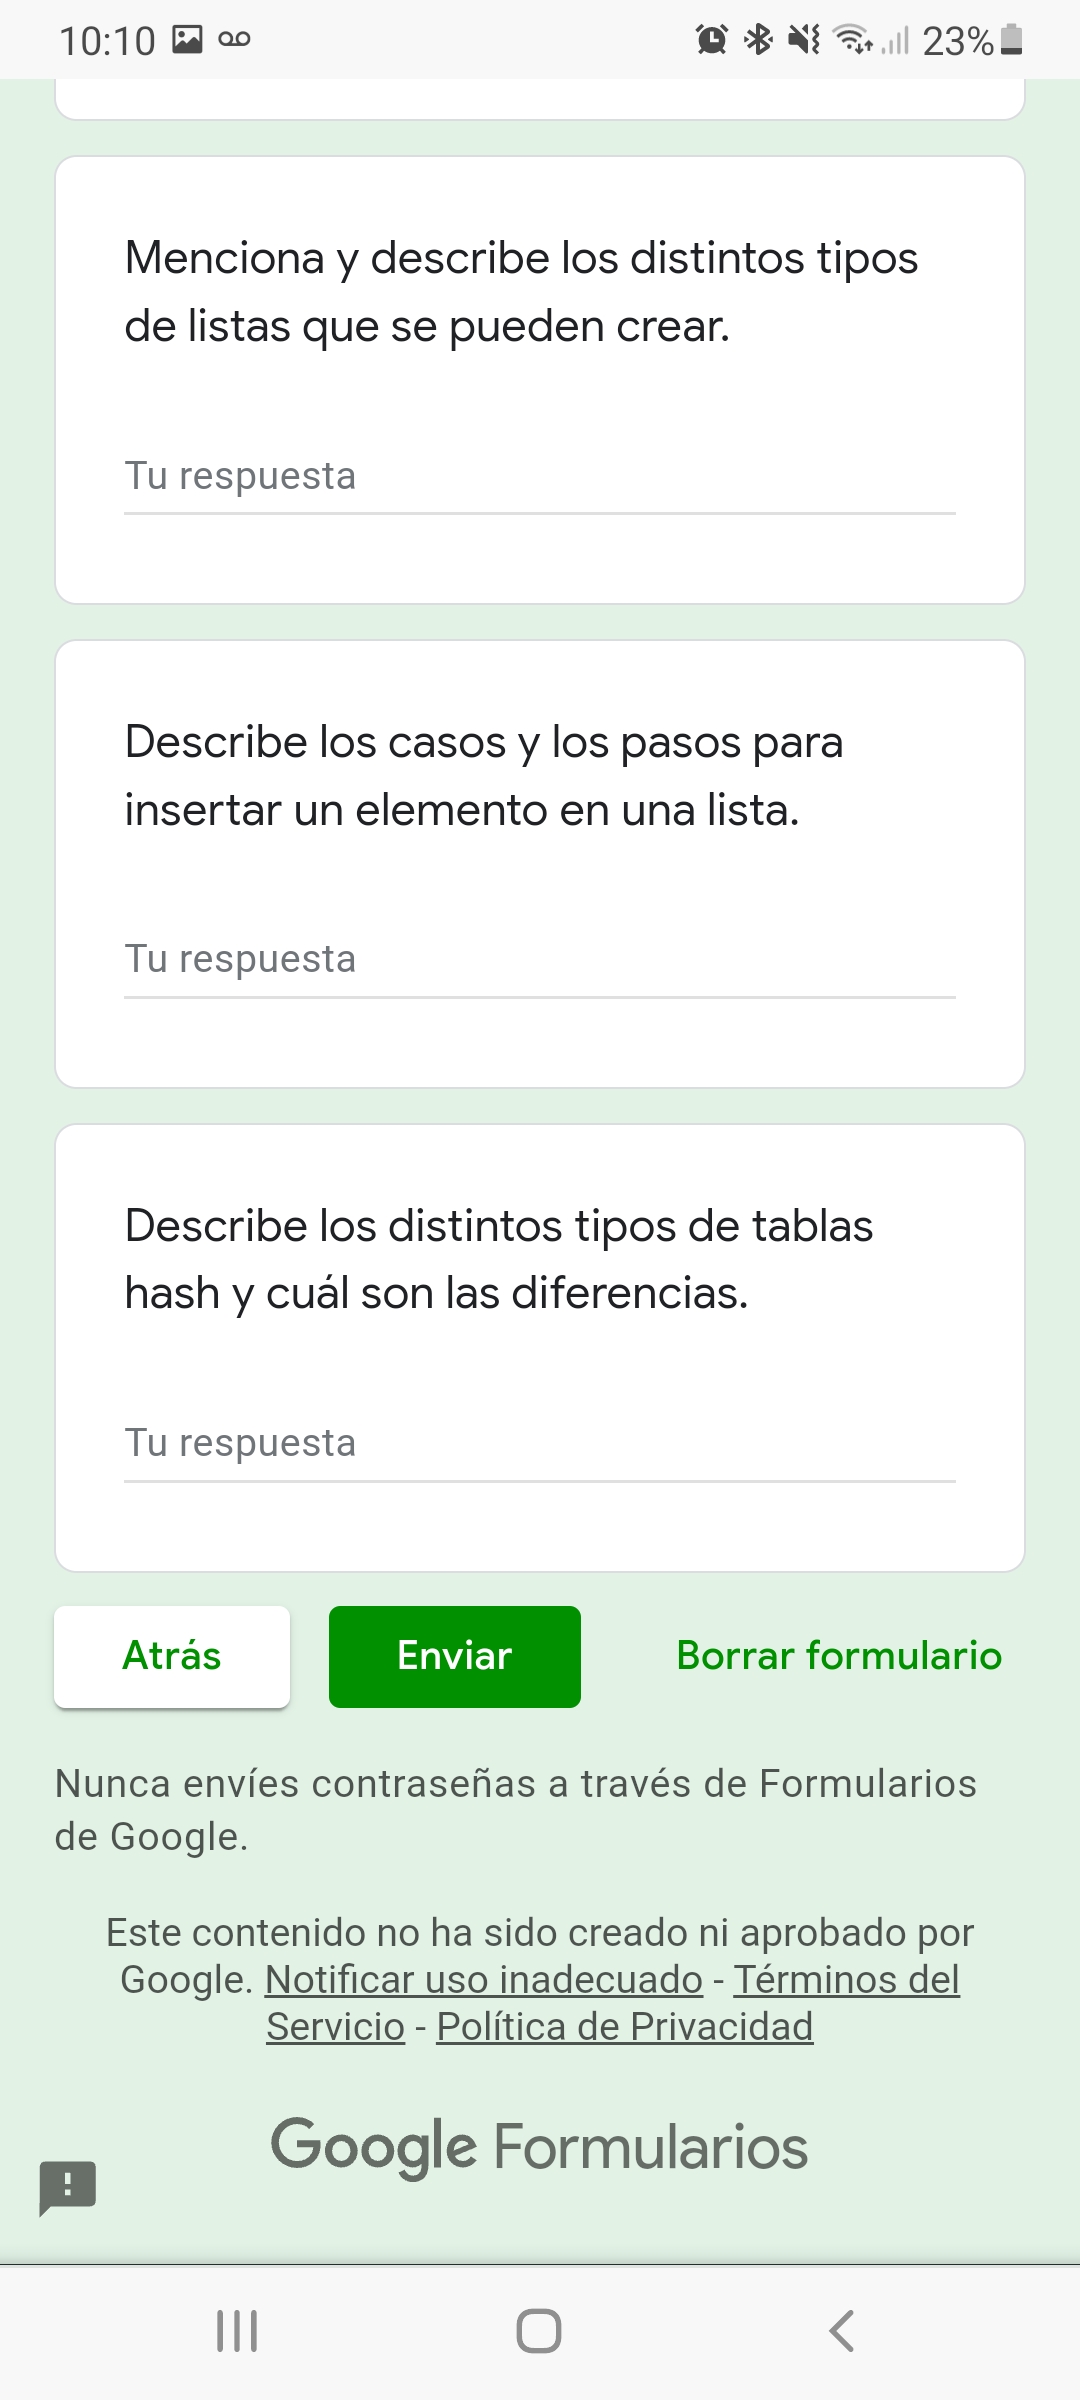 10:10 23%
Menciona y describe los distintos tipos
de listas que se pueden crear.
Tu respuesta
Describe los casos y los pasos para
insertar un elemento en una lista.
Tu respuesta
Describe los distintos tipos de tablas
hash y cuál son las diferencias.
Tu respuesta
Atrás Enviar Borrar formulario
Nunca envíes contraseñas a través de Formularios
de Google.
Este contenido no ha sido creado ni aprobado por
Google. Notificar uso inadecuado - Términos del
Servicio - Política de Privacidad
Google Formularios